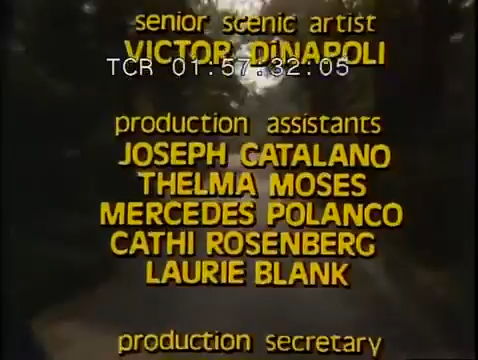 senior scenic artist
VICTOR DiNAPOLI
TCR 01:57:32:05
production assistants
JOSEPH CATALANO
THELMA MOSES
MERCEDES POLANCO
CATHI ROSENBERG
LAURIE BLANK
production secretary